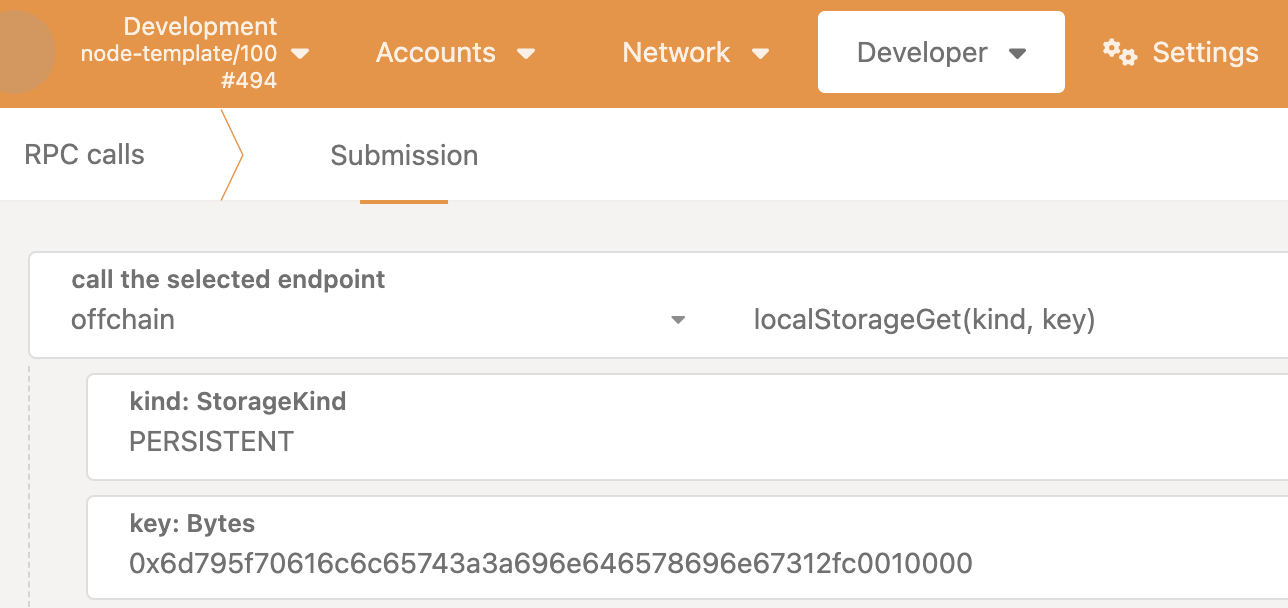 Development
node-template/100
#494
Accounts
Network
Developer
Settings
RPC calls
Submission
call the selected endpoint
offchain
localStorageGet(kind, key)
kind: StorageKind
PERSISTENT
key: Bytes
0x6d795f70616c6c65743a3a696e646578696e67312fc0010000